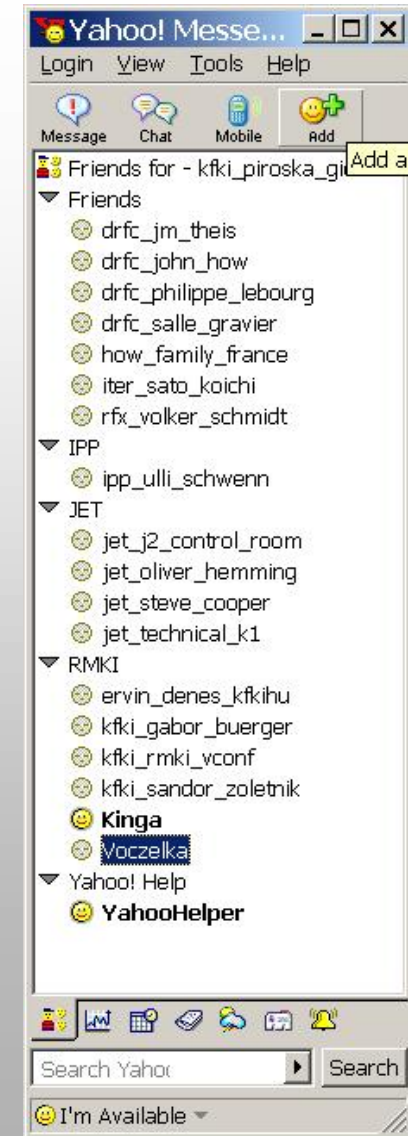 Yahoo! Messe...
Login View Tools Help
Message Chat Mobile Add
Friends for - kfki_piroska_gi
Add a
Friends
drfc_jm_theis
drfc_john_how
drfc_philippe_lebourg
drfc_salle_gravier
how_family_france
iter_sato_koichi
rfx_volker_schmidt
IPP
ipp_ulli_schwenn
JET
jet_j2_control_room
jet_oliver_hemming
jet_steve_cooper
jet_technical_k1
RMKI
ervin_denes_kfkihu
kfki_gabor_buerger
kfki_rmki_vconf
kfki_sandor_zoletnik
Kinga
Voczelka
Yahoo! Help
YahooHelper
Search Yahoo Search
I'm Available